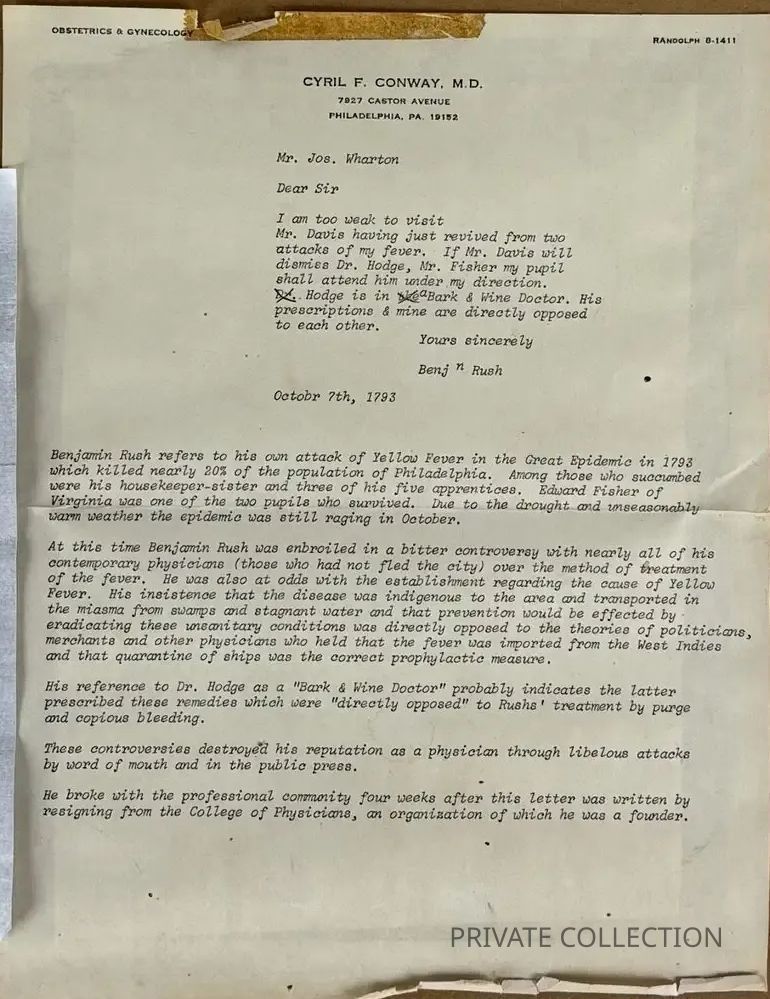 OBSTETRICS & GYNECOLOGY
RANDOLPH 8-1411
CYRIL F. CONWAY, M.D.
7927 CASTOR AVENUE
PHILADELPHIA, PA. 19152
Mr. Jos. Wharton
Dear Sir
I am too weak to visit
Mr. Davis having just revived from two
attacks of my fever. If Mr. Davis will
dismiss Dr. Hodge, Mr. Fisher my pupil
shall attend him under my direction.
Dr. Hodge is in the a Bark & Wine Doctor. His
prescriptions & mine are directly opposed
to each other.
Yours sincerely
Benj n Rush
Octobr 7th, 1793
Benjamin Rush refers to his own attack of Yellow Fever in the Great Epidemic in 1793
which killed nearly 20% of the population of Philadelphia. Among those who succumbed
were his housekeeper-sister and three of his five apprentices. Edward Fisher of
Virginia was one of the two pupils who survived. Due to the drought and unseasonably
warm weather the epidemic was still raging in October.
At this time Benjamin Rush was enbroiled in a bitter controversy with nearly all of his
contemporary physicians (those who had not fled the city) over the method of treatment
of the fever. He was also at odds with the establishment regarding the cause of Yellow
Fever. His insistence that the disease was indigenous to the area and transported in
the miasma from swamps and stagnant water and that prevention would be effected by
eradicating these unsanitary conditions was directly opposed to the theories of politicians,
merchants and other physicians who held that the fever was imported from the West Indies
and that quarantine of ships was the correct prophylactic measure.
His reference to Dr. Hodge as a "Bark & Wine Doctor" probably indicates the latter
prescribed these remedies which were "directly opposed" to Rushs' treatment by purge
and copious bleeding.
These controversies destroyed his reputation as a physician through libelous attacks
by word of mouth and in the public press.
He broke with the professional community four weeks after this letter was written by
resigning from the College of Physicians, an organization of which he was a founder.
PRIVATE COLLECTION